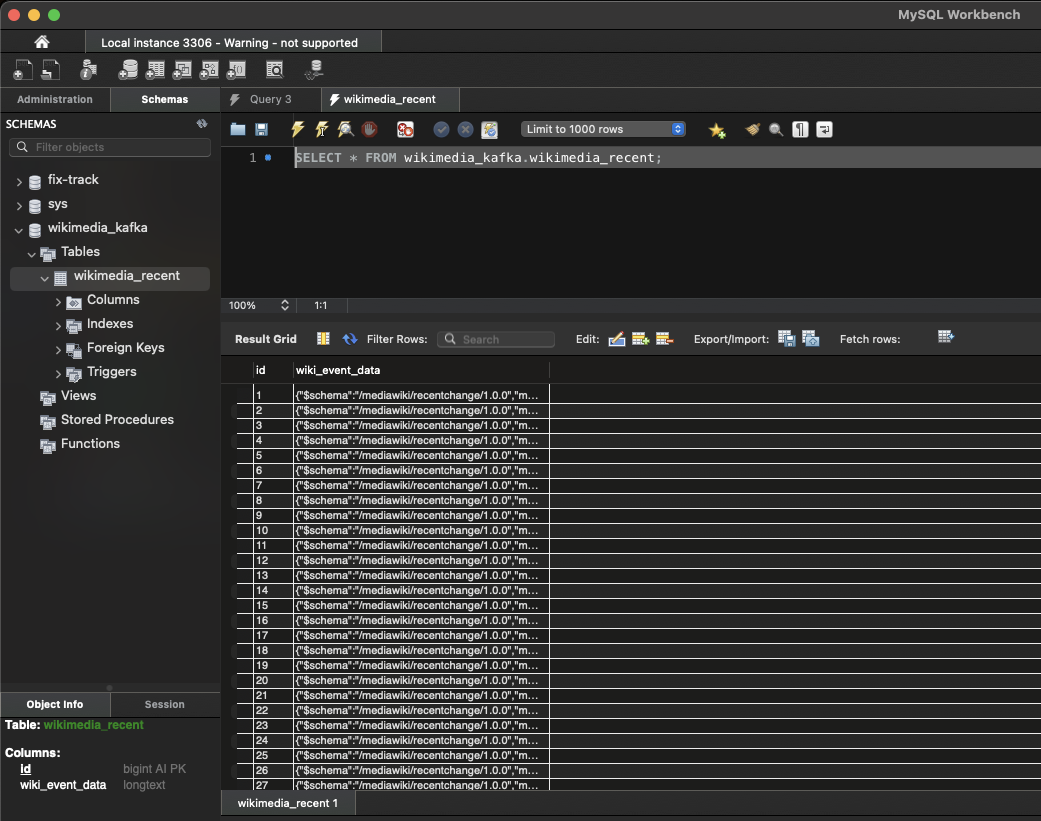 MySQL Workbench
Local instance 3306 - Warning - not supported
Administration
Schemas
Query 3
wikimedia_recent
SCHEMAS
Filter objects
fix-track
sys
wikimedia_kafka
Tables
wikimedia_recent
Columns
Indexes
Foreign Keys
Triggers
Views
Stored Procedures
Functions
Limit to 1000 rows
1 SELECT * FROM wikimedia_kafka.wikimedia_recent;
100% 1:1
Result Grid Filter Rows: Search Edit: Export/Import: Fetch rows:
id wiki_event_data
1 {"$schema":"/mediawiki/recentchange/1.0.0","m...
2 {"$schema":"/mediawiki/recentchange/1.0.0","m...
3 {"$schema":"/mediawiki/recentchange/1.0.0","m...
4 {"$schema":"/mediawiki/recentchange/1.0.0","m...
5 {"$schema":"/mediawiki/recentchange/1.0.0","m...
6 {"$schema":"/mediawiki/recentchange/1.0.0","m...
7 {"$schema":"/mediawiki/recentchange/1.0.0","m...
8 {"$schema":"/mediawiki/recentchange/1.0.0","m...
9 {"$schema":"/mediawiki/recentchange/1.0.0","m...
10 {"$schema":"/mediawiki/recentchange/1.0.0","m...
11 {"$schema":"/mediawiki/recentchange/1.0.0","m...
12 {"$schema":"/mediawiki/recentchange/1.0.0","m...
13 {"$schema":"/mediawiki/recentchange/1.0.0","m...
14 {"$schema":"/mediawiki/recentchange/1.0.0","m...
15 {"$schema":"/mediawiki/recentchange/1.0.0","m...
16 {"$schema":"/mediawiki/recentchange/1.0.0","m...
17 {"$schema":"/mediawiki/recentchange/1.0.0","m...
18 {"$schema":"/mediawiki/recentchange/1.0.0","m...
19 {"$schema":"/mediawiki/recentchange/1.0.0","m...
20 {"$schema":"/mediawiki/recentchange/1.0.0","m...
21 {"$schema":"/mediawiki/recentchange/1.0.0","m...
22 {"$schema":"/mediawiki/recentchange/1.0.0","m...
23 {"$schema":"/mediawiki/recentchange/1.0.0","m...
24 {"$schema":"/mediawiki/recentchange/1.0.0","m...
25 {"$schema":"/mediawiki/recentchange/1.0.0","m...
26 {"$schema":"/mediawiki/recentchange/1.0.0","m...
27 {"$schema":"/mediawiki/recentchange/1.0.0","m...
Object Info
Session
Table: wikimedia_recent
Columns:
id bigint AI PK
wiki_event_data longtext
wikimedia_recent 1